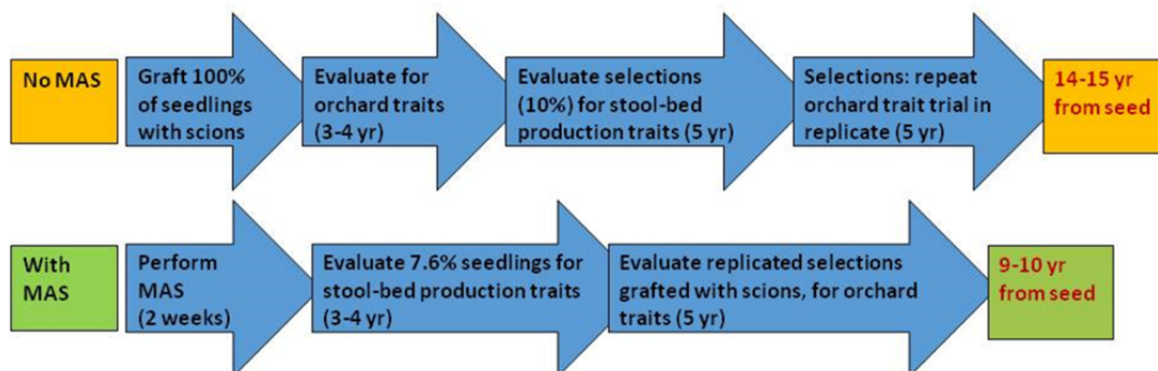 No MAS
Graft 100%
of seedlings
with scions
Evaluate for
orchard traits
(3-4 yr)
Evaluate selections
(10%) for stool-bed
production traits (5 yr)
Selections: repeat
orchard trait trial in
replicate (5 yr)
14-15 yr
from seed
With
MAS
Perform
MAS
(2 weeks)
Evaluate 7.6% seedlings for
stool-bed production traits
(3-4 yr)
Evaluate replicated selections
grafted with scions, for orchard
traits (5 yr)
9-10 yr
from seed